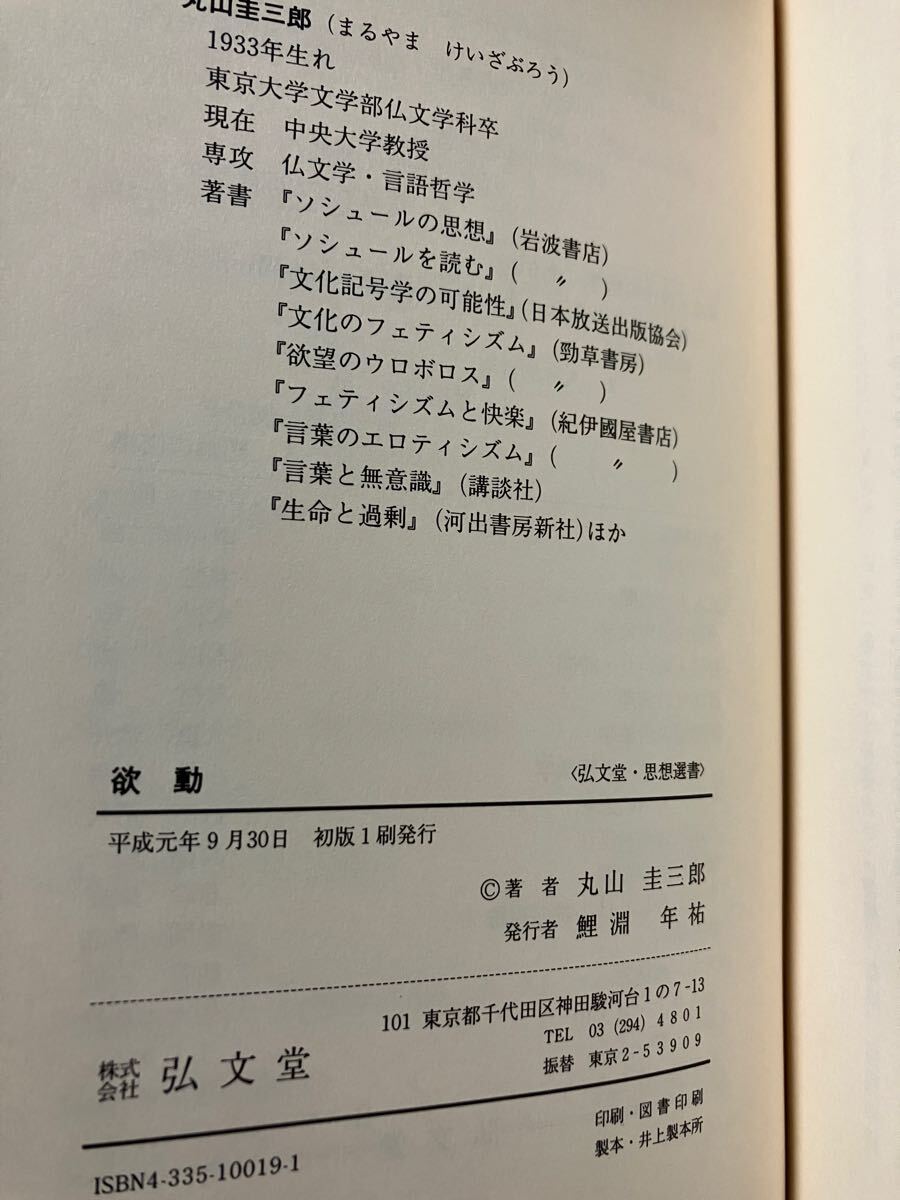 丸山圭三郎(まるやま けいざぶろう)
1933年生れ
東京大学文学部仏文学科卒
現在 中央大学教授
専攻 仏文学・言語哲学
著書 『ソシュールの思想』(岩波書店)
『ソシュールを読む』( 〃 )
『文化記号学の可能性』(日本放送出版協会)
『文化のフェティシズム』(勁草書房)
『欲望のウロボロス』( 〃 )
『フェティシズムと快楽』(紀伊國屋書店)
『言葉のエロティシズム』( 〃 )
『言葉と無意識』(講談社)
『生命と過剰』(河出書房新社)ほか
欲 動 〈弘文堂・思想選書〉
平成元年9月30日 初版1刷発行
©著 者 丸山 圭三郎
発行者 鯉淵 年祐
101 東京都千代田区神田駿河台1の7-13
TEL 03(294)4801
振替 東京2-53909
株式会社 弘文堂
印刷・図書印刷
製本・井上製本所
ISBN4-335-10019-1